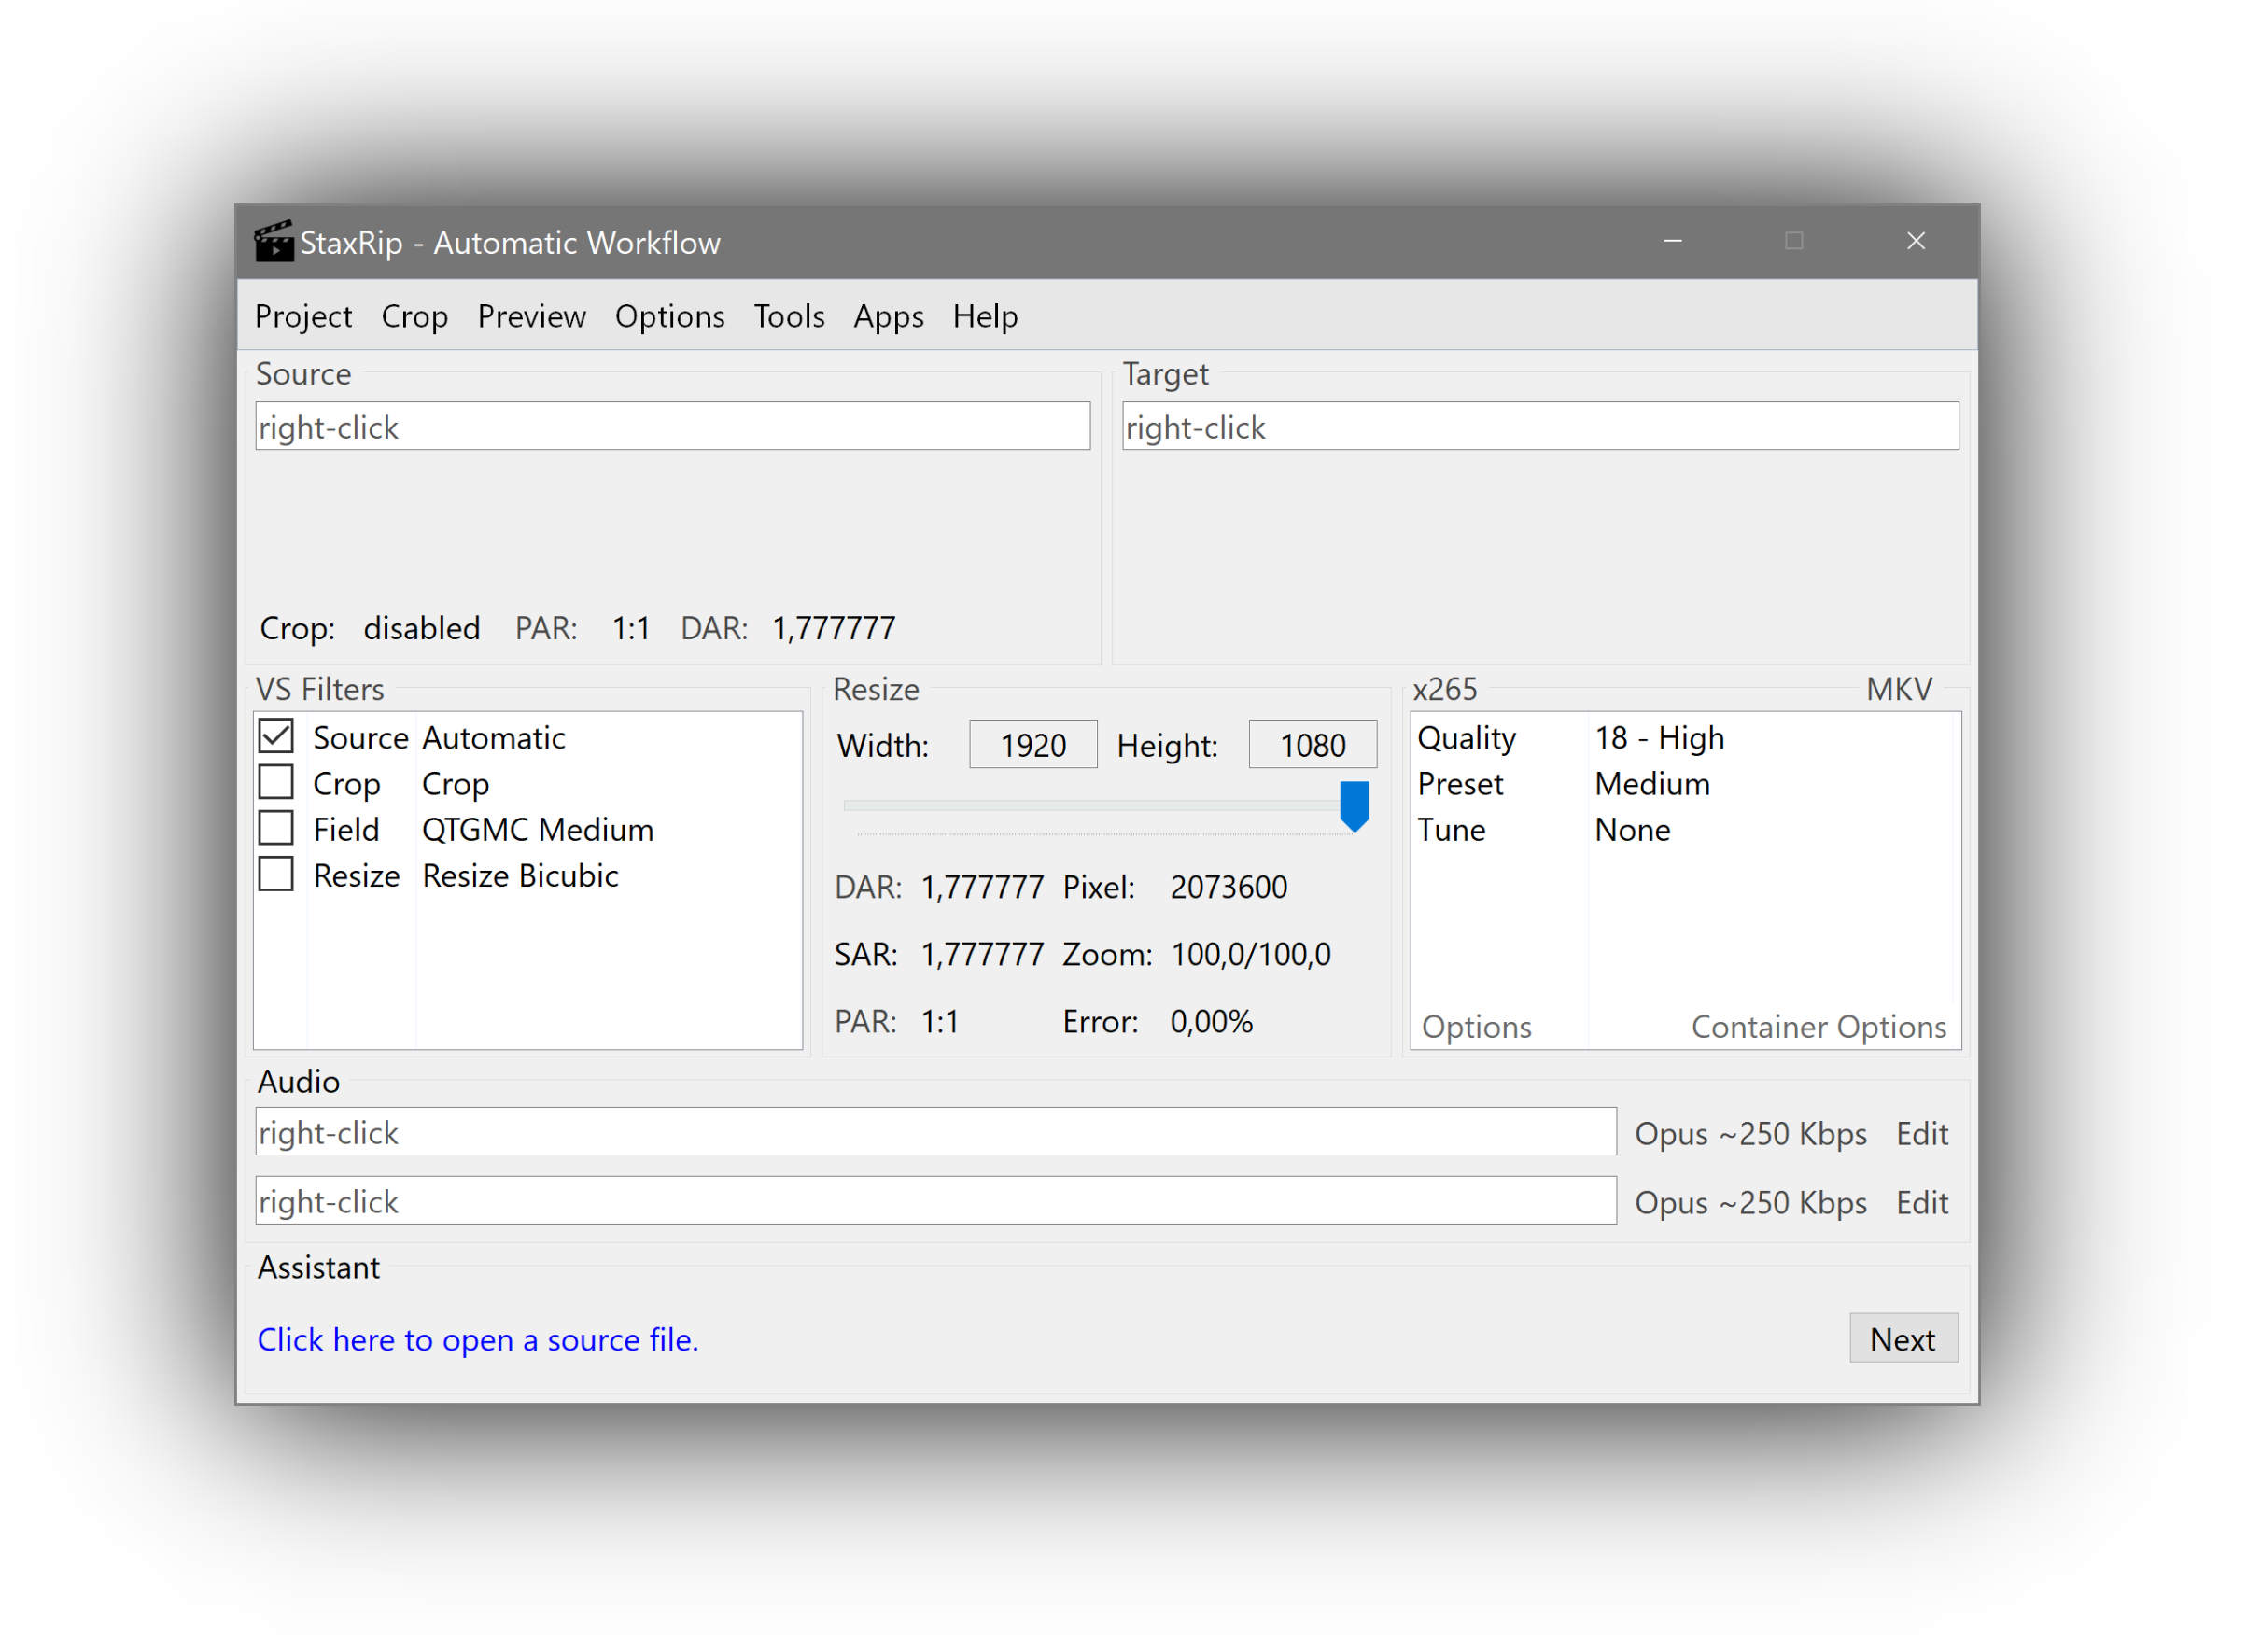 StaxRip - Automatic Workflow
Project Crop Preview Options Tools Apps Help
Source
right-click
Crop: disabled PAR: 1:1 DAR: 1,777777
Target
right-click
VS Filters
Source Automatic
Crop Crop
Field QTGMC Medium
Resize Resize Bicubic
Resize
Width: 1920 Height: 1080
DAR: 1,777777 Pixel: 2073600
SAR: 1,777777 Zoom: 100,0/100,0
PAR: 1:1 Error: 0,00%
x265 MKV
Quality 18 - High
Preset Medium
Tune None
Options Container Options
Audio
right-click Opus ~250 Kbps Edit
right-click Opus ~250 Kbps Edit
Assistant
Click here to open a source file. Next